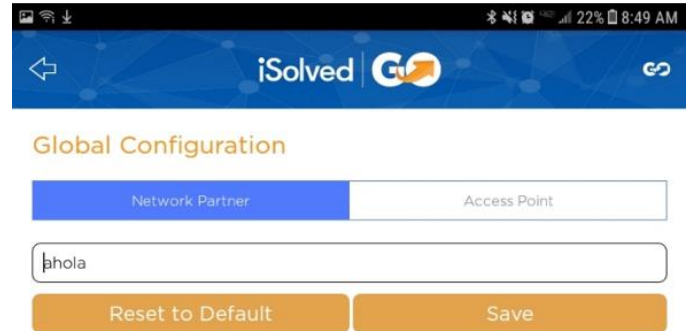 22% 8:49 AM
iSolved GO
Global Configuration
Network Partner Access Point
ahola
Reset to Default Save